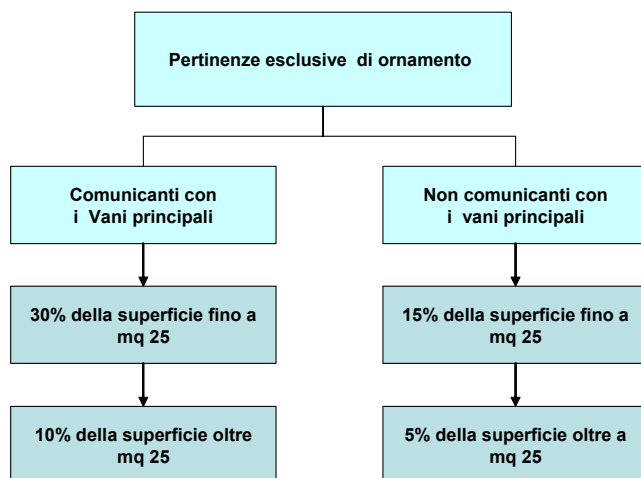 Pertinenze esclusive di ornamento
Comunicanti con
i Vani principali
Non comunicanti con
i vani principali
30% della superficie fino a
mq 25
15% della superficie fino a
mq 25
10% della superficie oltre
mq 25
5% della superficie oltre a
mq 25